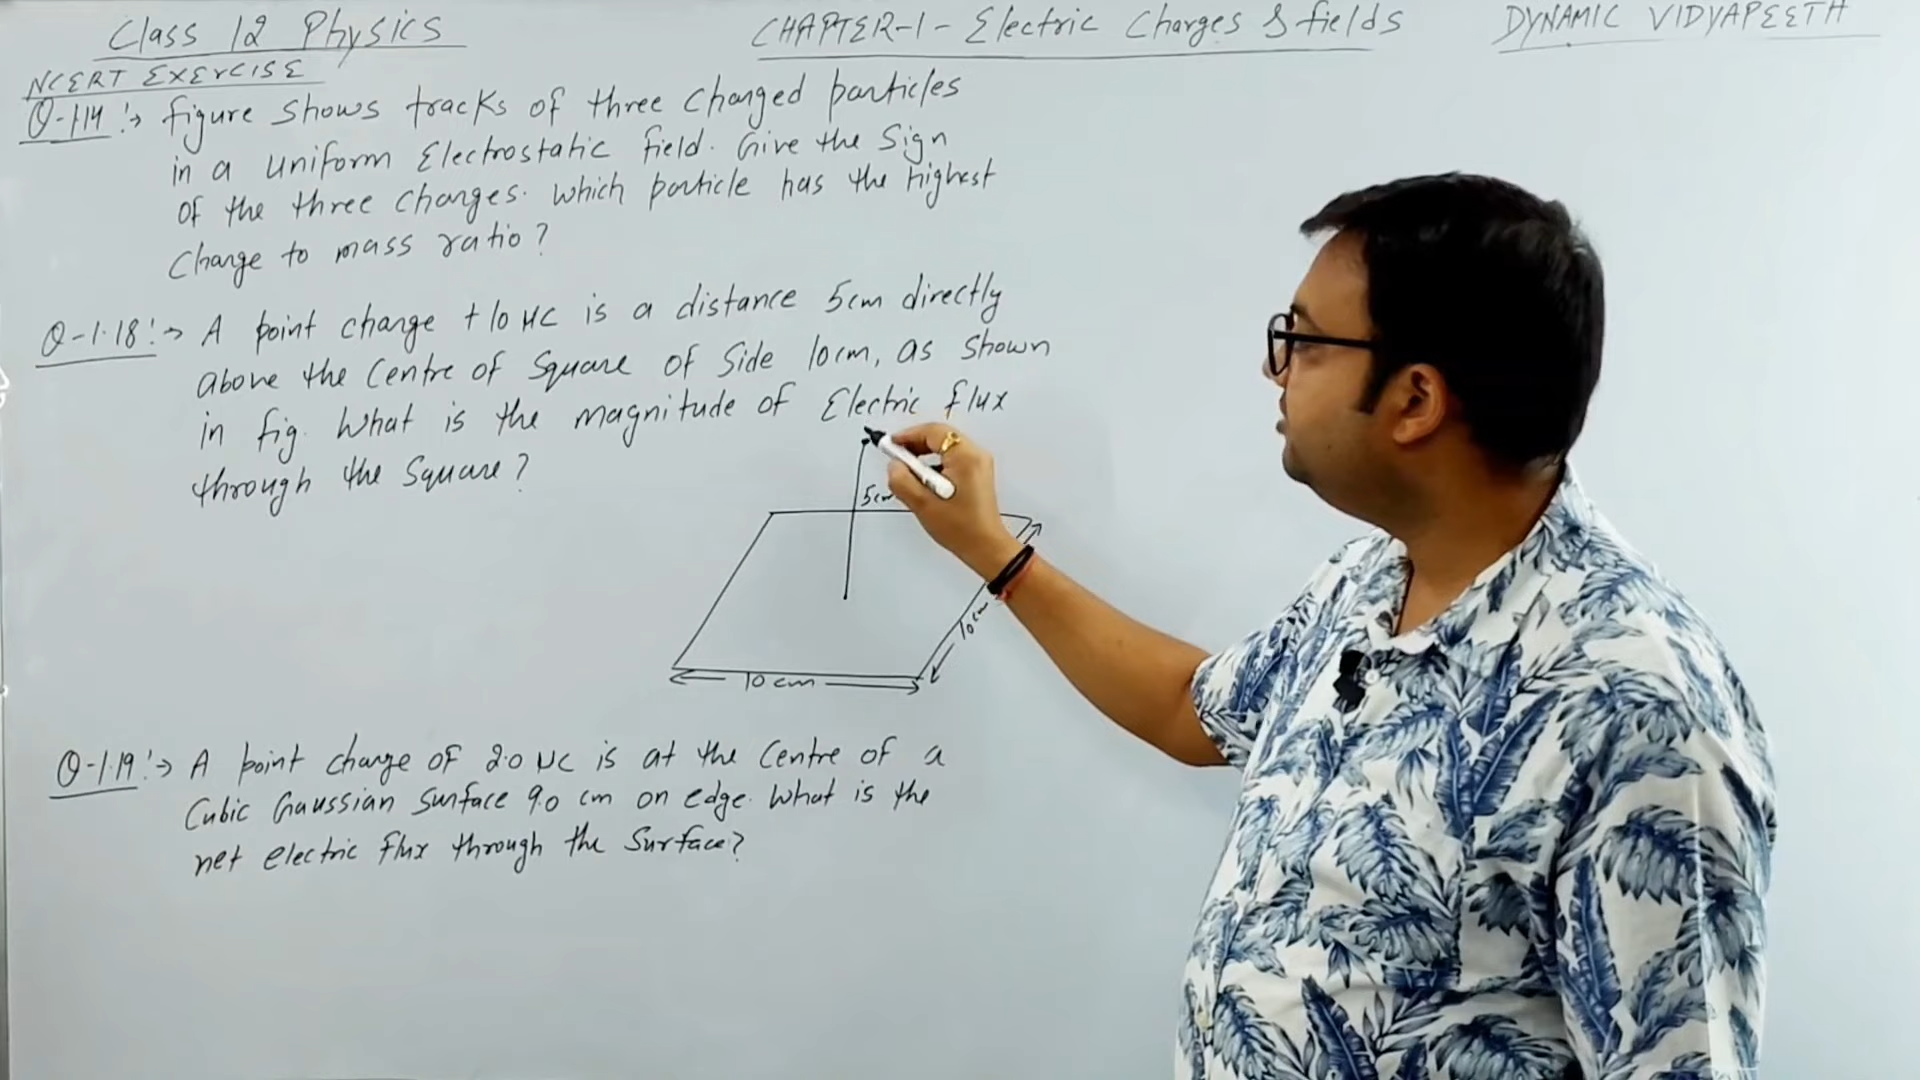 Class 12 Physics
CHAPTER-1 - Electric Charges & fields
DYNAMIC VIDYAPEETH
NCERT EXERCISE
Q-1.14 :→ figure shows tracks of three charged particles
in a uniform Electrostatic field. Give the Sign
of the three charges. which particle has the highest
Charge to mass ratio?
Q-1.18 :→ A point charge +10 μC is a distance 5cm directly
above the Centre of Square of Side 10cm, as shown
in fig. What is the magnitude of Electric flux
through the Square?
5cm
10cm
10 cm
Q-1.19 :→ A point charge of 2.0 μC is at the Centre of a
Cubic Gaussian Surface 9.0 cm on edge. What is the
net electric flux through the Surface?